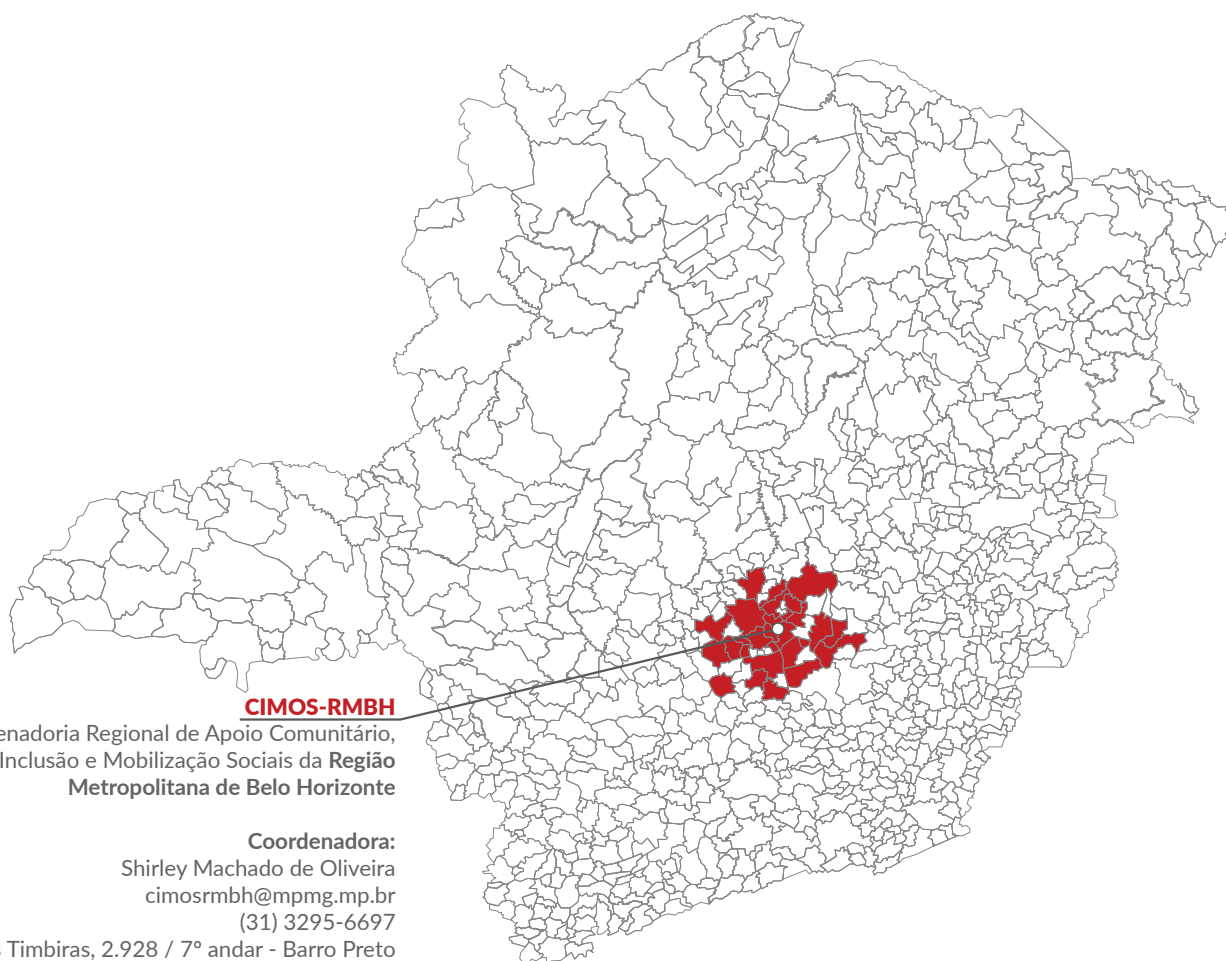 CIMOS-RMBH
enadoria Regional de Apoio Comunitário,
Inclusão e Mobilização Sociais da Região
Metropolitana de Belo Horizonte
Coordenadora:
Shirley Machado de Oliveira
cimosrmbh@mpmg.mp.br
(31) 3295-6697
s Timbiras, 2.928 / 7º andar - Barro Preto